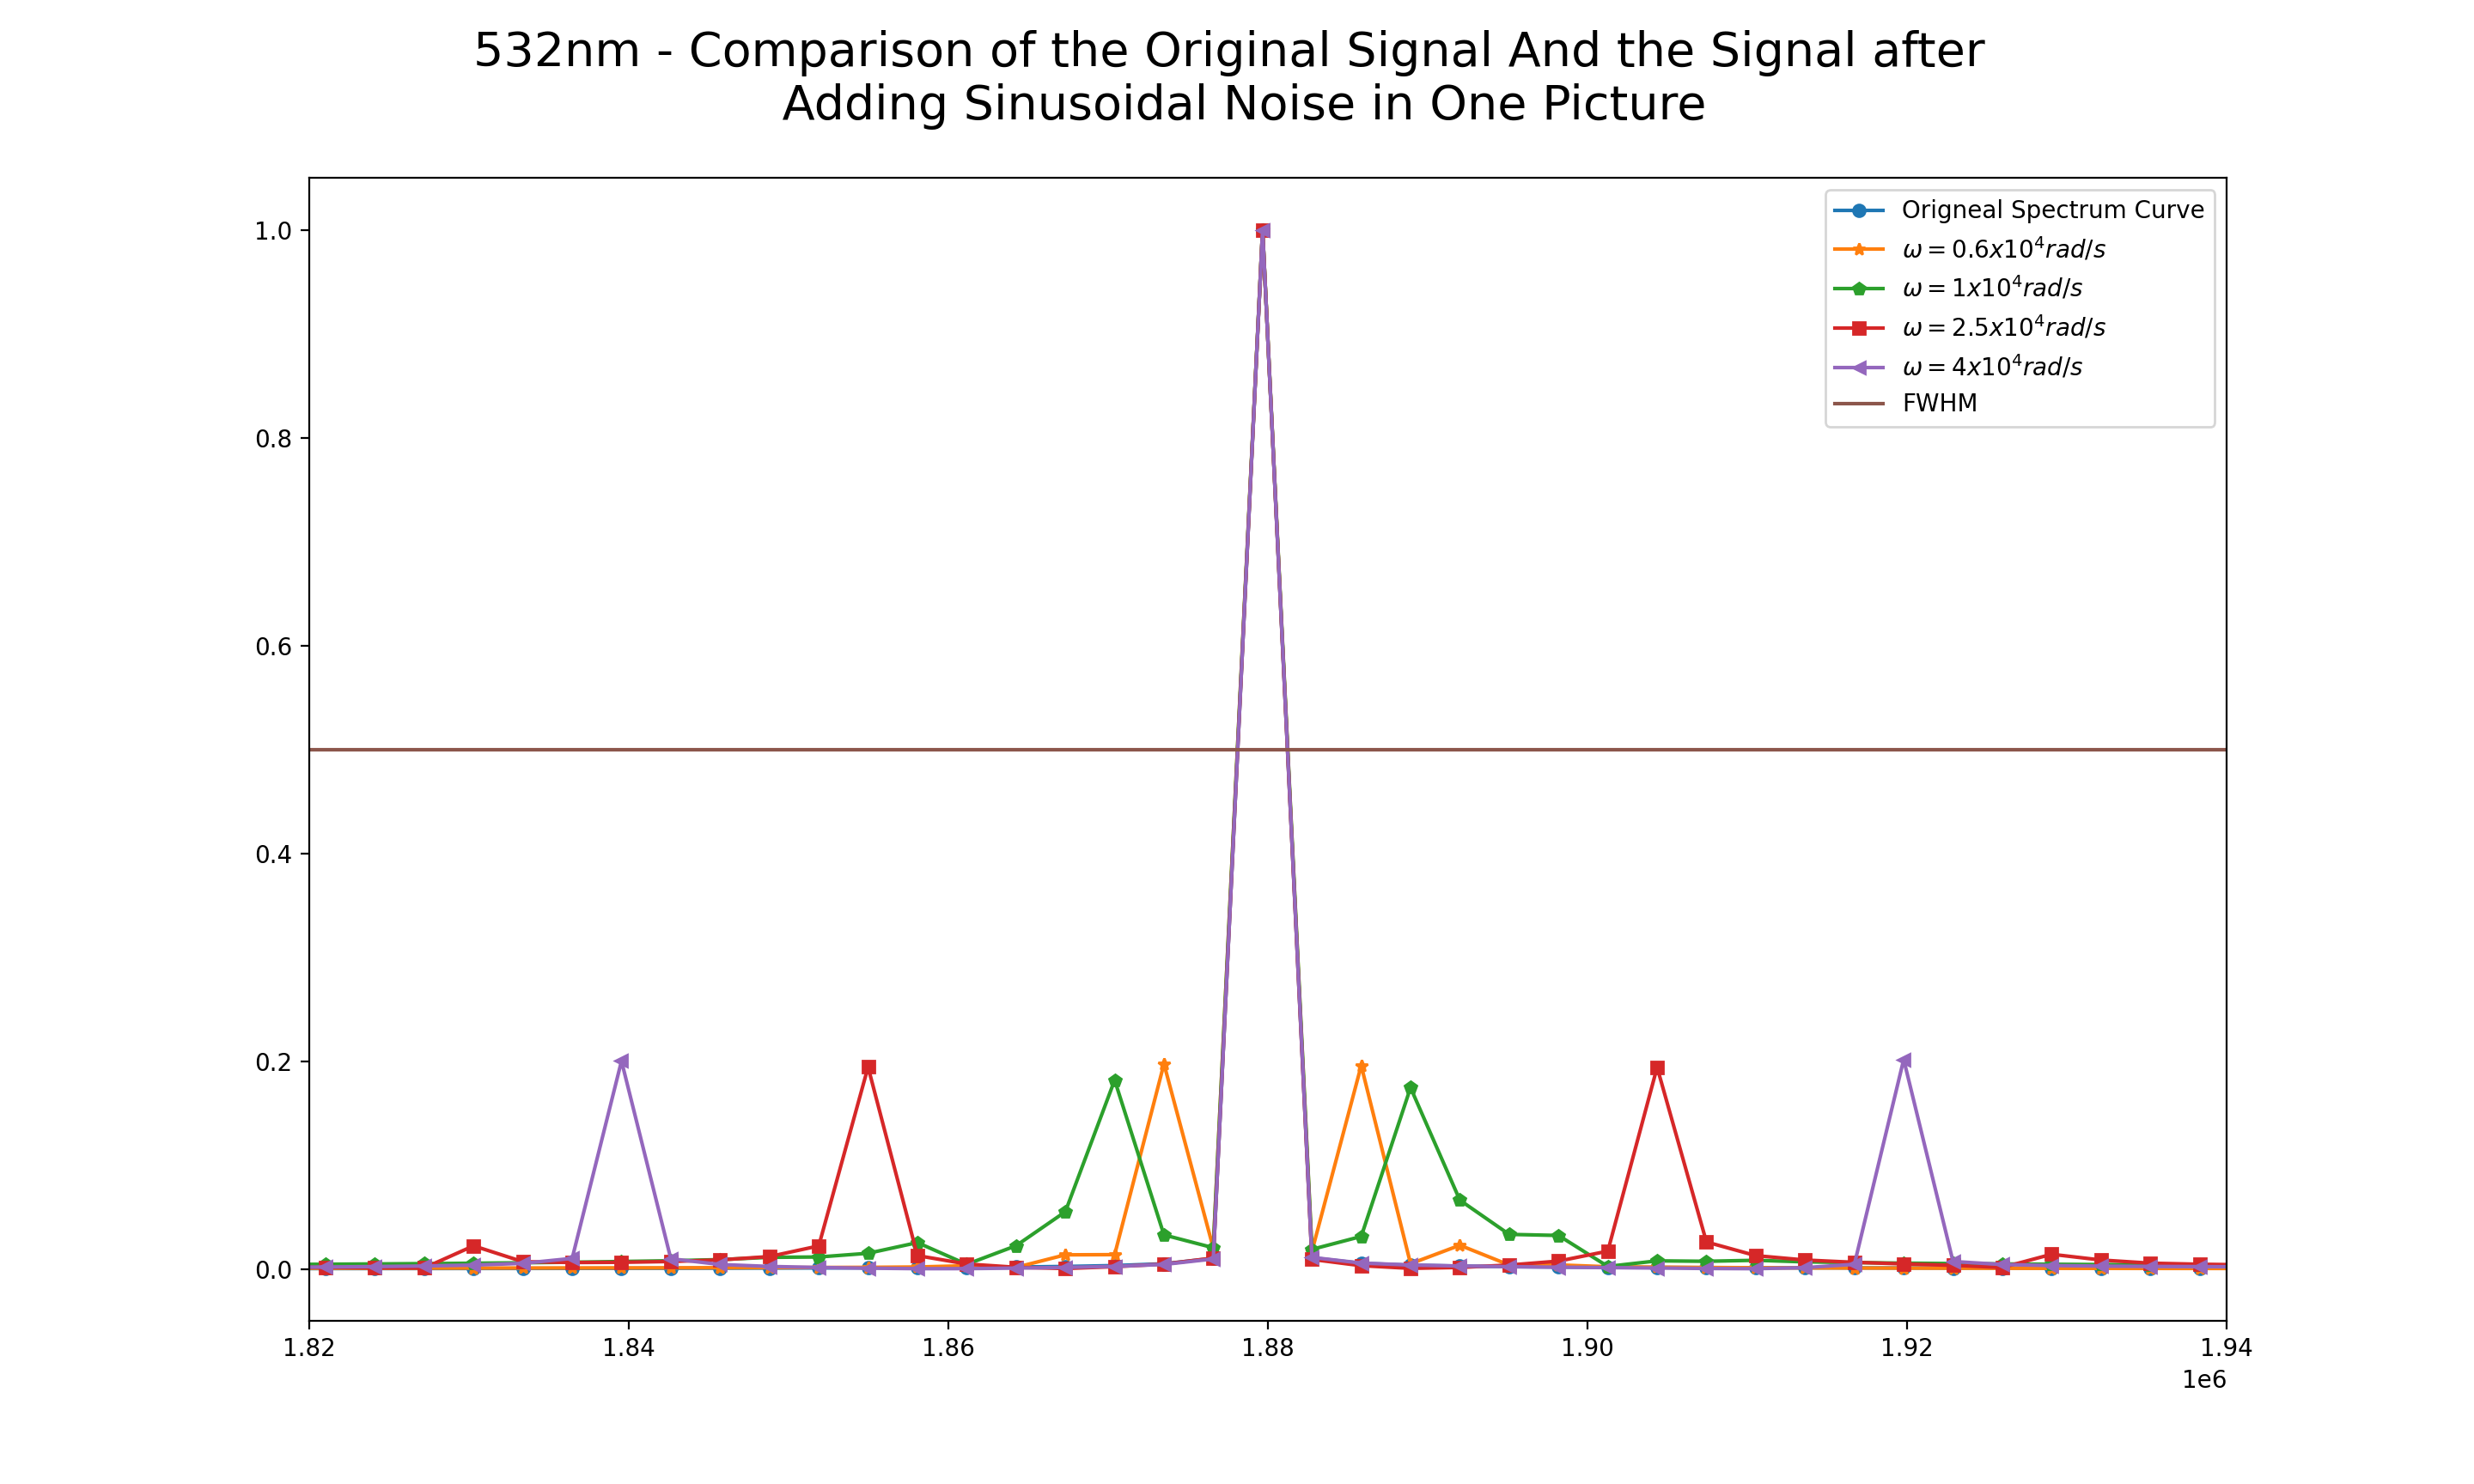 532nm - Comparison of the Original Signal And the Signal after
Adding Sinusoidal Noise in One Picture
Origneal Spectrum Curve
ω = 0.6x10⁴rad/s
ω = 1x10⁴rad/s
ω = 2.5x10⁴rad/s
ω = 4x10⁴rad/s
FWHM
1.0
0.8
0.6
0.4
0.2
0.0
1.82 1.84 1.86 1.88 1.90 1.92 1.94
1e6